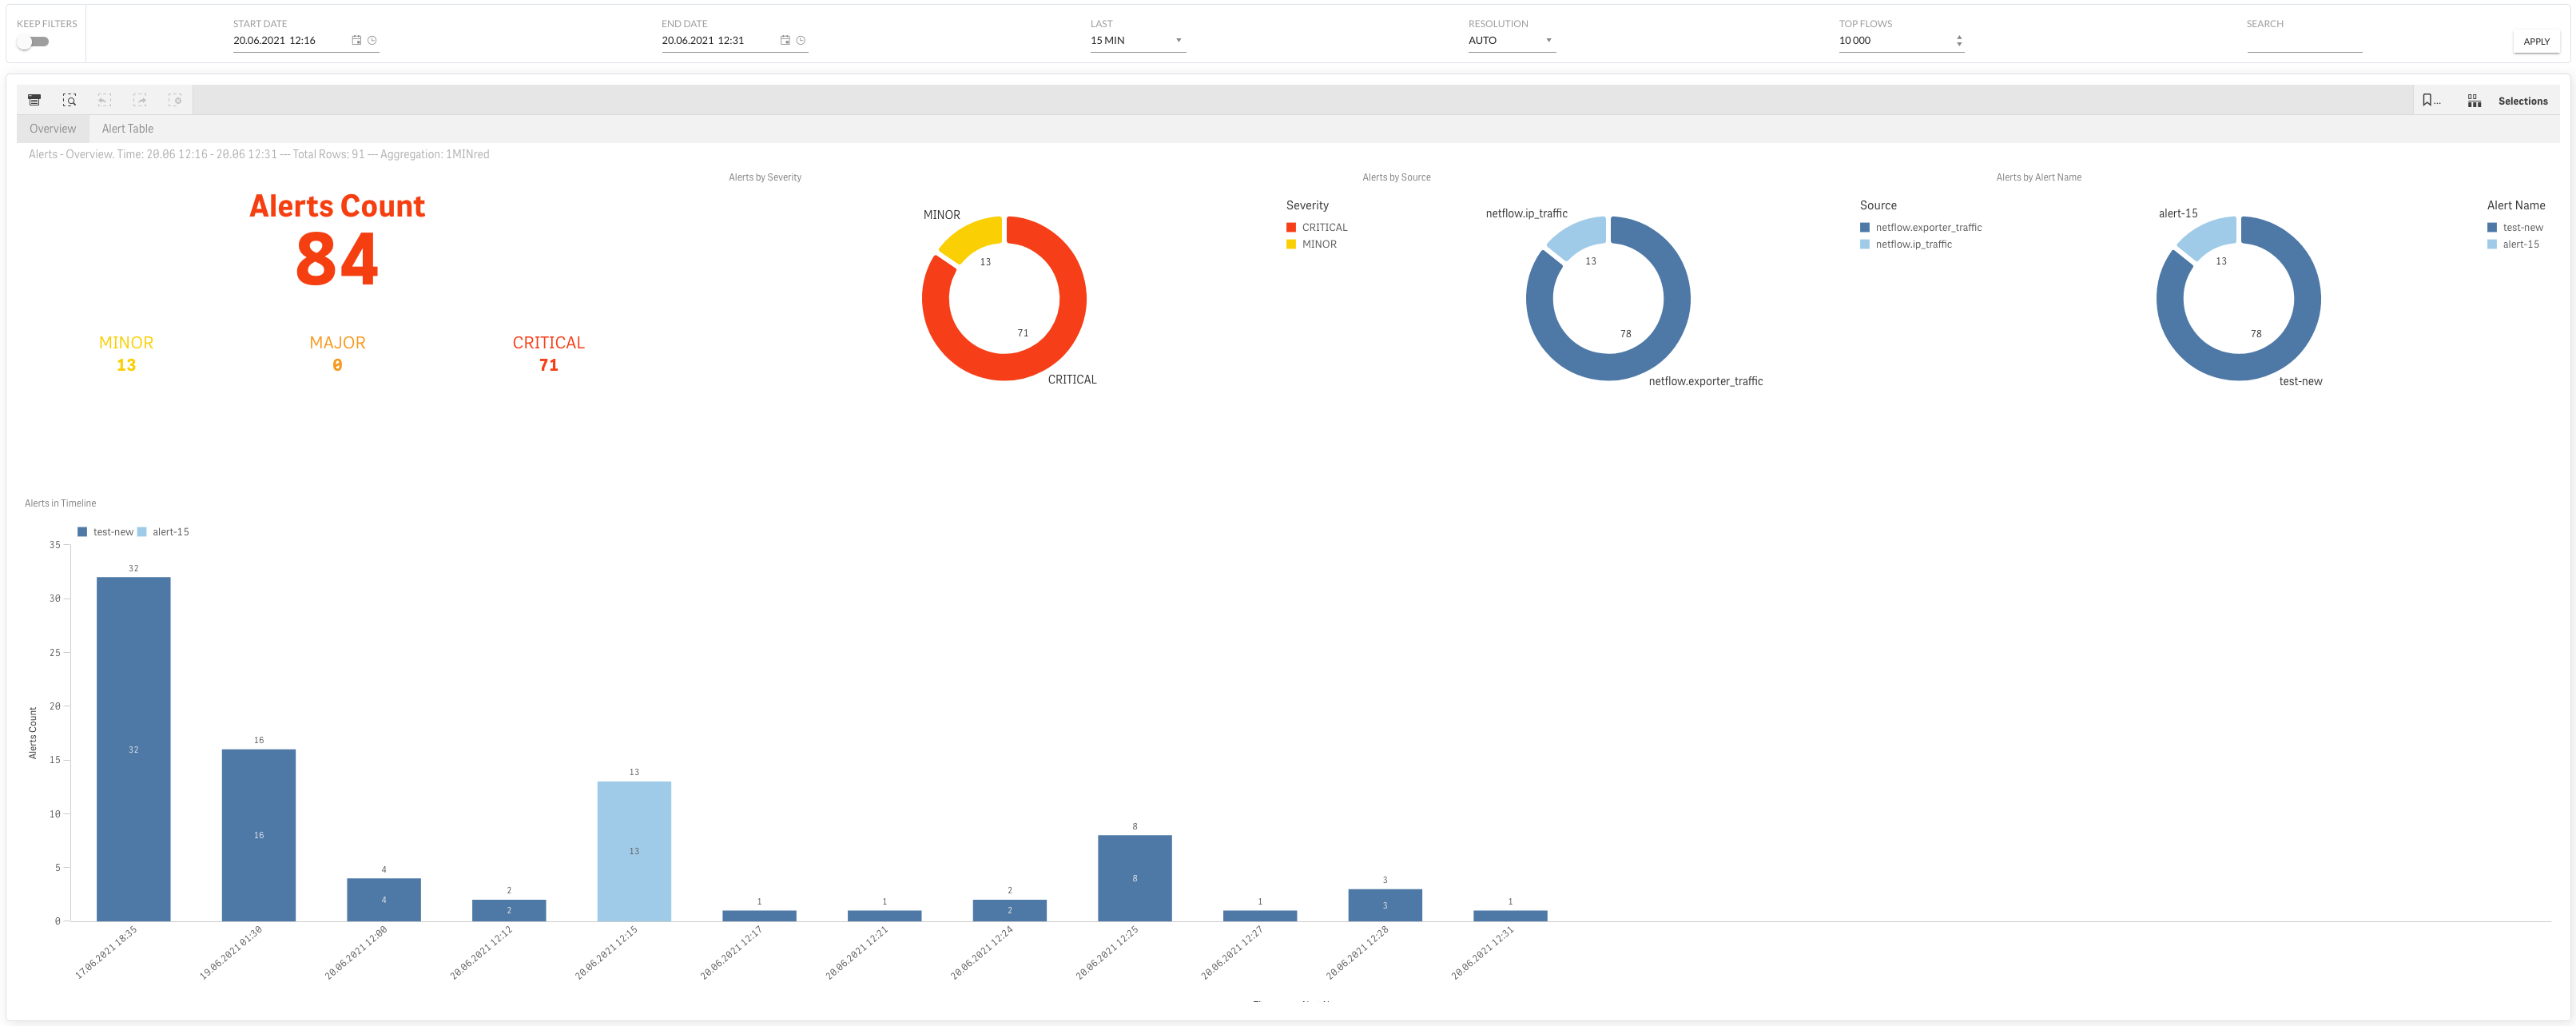 KEEP FILTERS
START DATE
20.06.2021 12:16
END DATE
20.06.2021 12:31
LAST
15 MIN
RESOLUTION
AUTO
TOP FLOWS
10 000
SEARCH
APPLY
...
Selections
Overview
Alert Table
Alerts - Overview. Time: 20.06 12:16 - 20.06 12:31 --- Total Rows: 91 --- Aggregation: 1MINred
Alerts Count
84
MINOR
13
MAJOR
0
CRITICAL
71
Alerts by Severity
MINOR
13
71
CRITICAL
Severity
CRITICAL
MINOR
Alerts by Source
netflow.ip_traffic
13
78
netflow.exporter_traffic
Source
netflow.exporter_traffic
netflow.ip_traffic
Alerts by Alert Name
alert-15
13
78
test-new
Alert Name
test-new
alert-15
Alerts in Timeline
test-new alert-15
Alerts Count
35
30
25
20
15
10
5
0
32
32
16
16
4
4
2
2
13
13
1
1
2
2
8
8
1
3
3
1
17.06.2021 18:35
19.06.2021 01:30
20.06.2021 12:00
20.06.2021 12:12
20.06.2021 12:15
20.06.2021 12:17
20.06.2021 12:21
20.06.2021 12:24
20.06.2021 12:25
20.06.2021 12:27
20.06.2021 12:28
20.06.2021 12:31